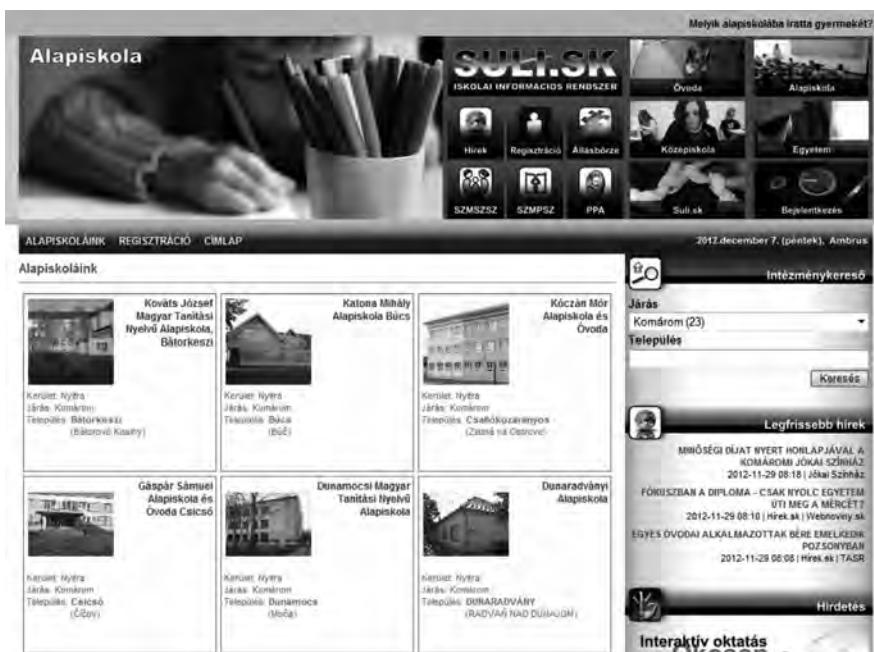 Melyik alapiskolába íratta gyermekét?
Alapiskola
SULI.SK
ISKOLAI INFORMÁCIÓS RENDSZER
Óvoda
Alapiskola
Hírek
Regisztráció
Állásbörze
Középiskola
Egyetem
SZMSZSZ
SZMPSZ
PPA
Suli.sk
Bejelentkezés
ALAPISKOLÁINK REGISZTRÁCIÓ CÍMLAP
2012.december 7. (péntek), Ambrus
Alapiskoláink
Kováts József
Magyar Tanítási
Nyelvű Alapiskola,
Bátorkeszi
Kerület: Nyitra
Járás: Komárom
Település: Bátorkeszi
(Bátorove Kosihy)
Katona Mihály
Alapiskola Búcs
Kerület: Nyitra
Járás: Komárom
Település: Búcs
(Búč)
Kóczán Mór
Alapiskola és
Óvoda
Kerület: Nyitra
Járás: Komárom
Település: Csallóközaranyos
(Zlatná na Ostrove)
Gáspár Sámuel
Alapiskola és
Óvoda Csicsó
Kerület: Nyitra
Járás: Komárom
Település: Csicsó
(Číčov)
Dunamocsi Magyar
Tanítási Nyelvű
Alapiskola
Kerület: Nyitra
Járás: Komárom
Település: Dunamocs
(Moča)
Dunaradványi
Alapiskola
Kerület: Nyitra
Járás: Komárom
Település: DUNARADVÁNY
(RADVAŇ NAD DUNAJOM)
Intézménykereső
Járás
Komárom (23)
Település
Keresés
Legfrissebb hírek
MINŐSÉGI DÍJAT NYERT HONLAPJÁVAL A
KOMÁROMI JÓKAI SZÍNHÁZ
2012-11-29 08:18 | Jókai Színház
FÓKUSZBAN A DIPLOMA - CSAK NYOLC EGYETEM
ÜTI MEG A MÉRCÉT?
2012-11-29 08:10 | Hírek.sk | Webnoviny.sk
EGYES ÓVODAI ALKALMAZOTTAK BÉRE EMELKEDIK
POZSONYBAN
2012-11-29 08:08 | Hírek.sk | TASR
Hirdetés
Interaktív oktatás